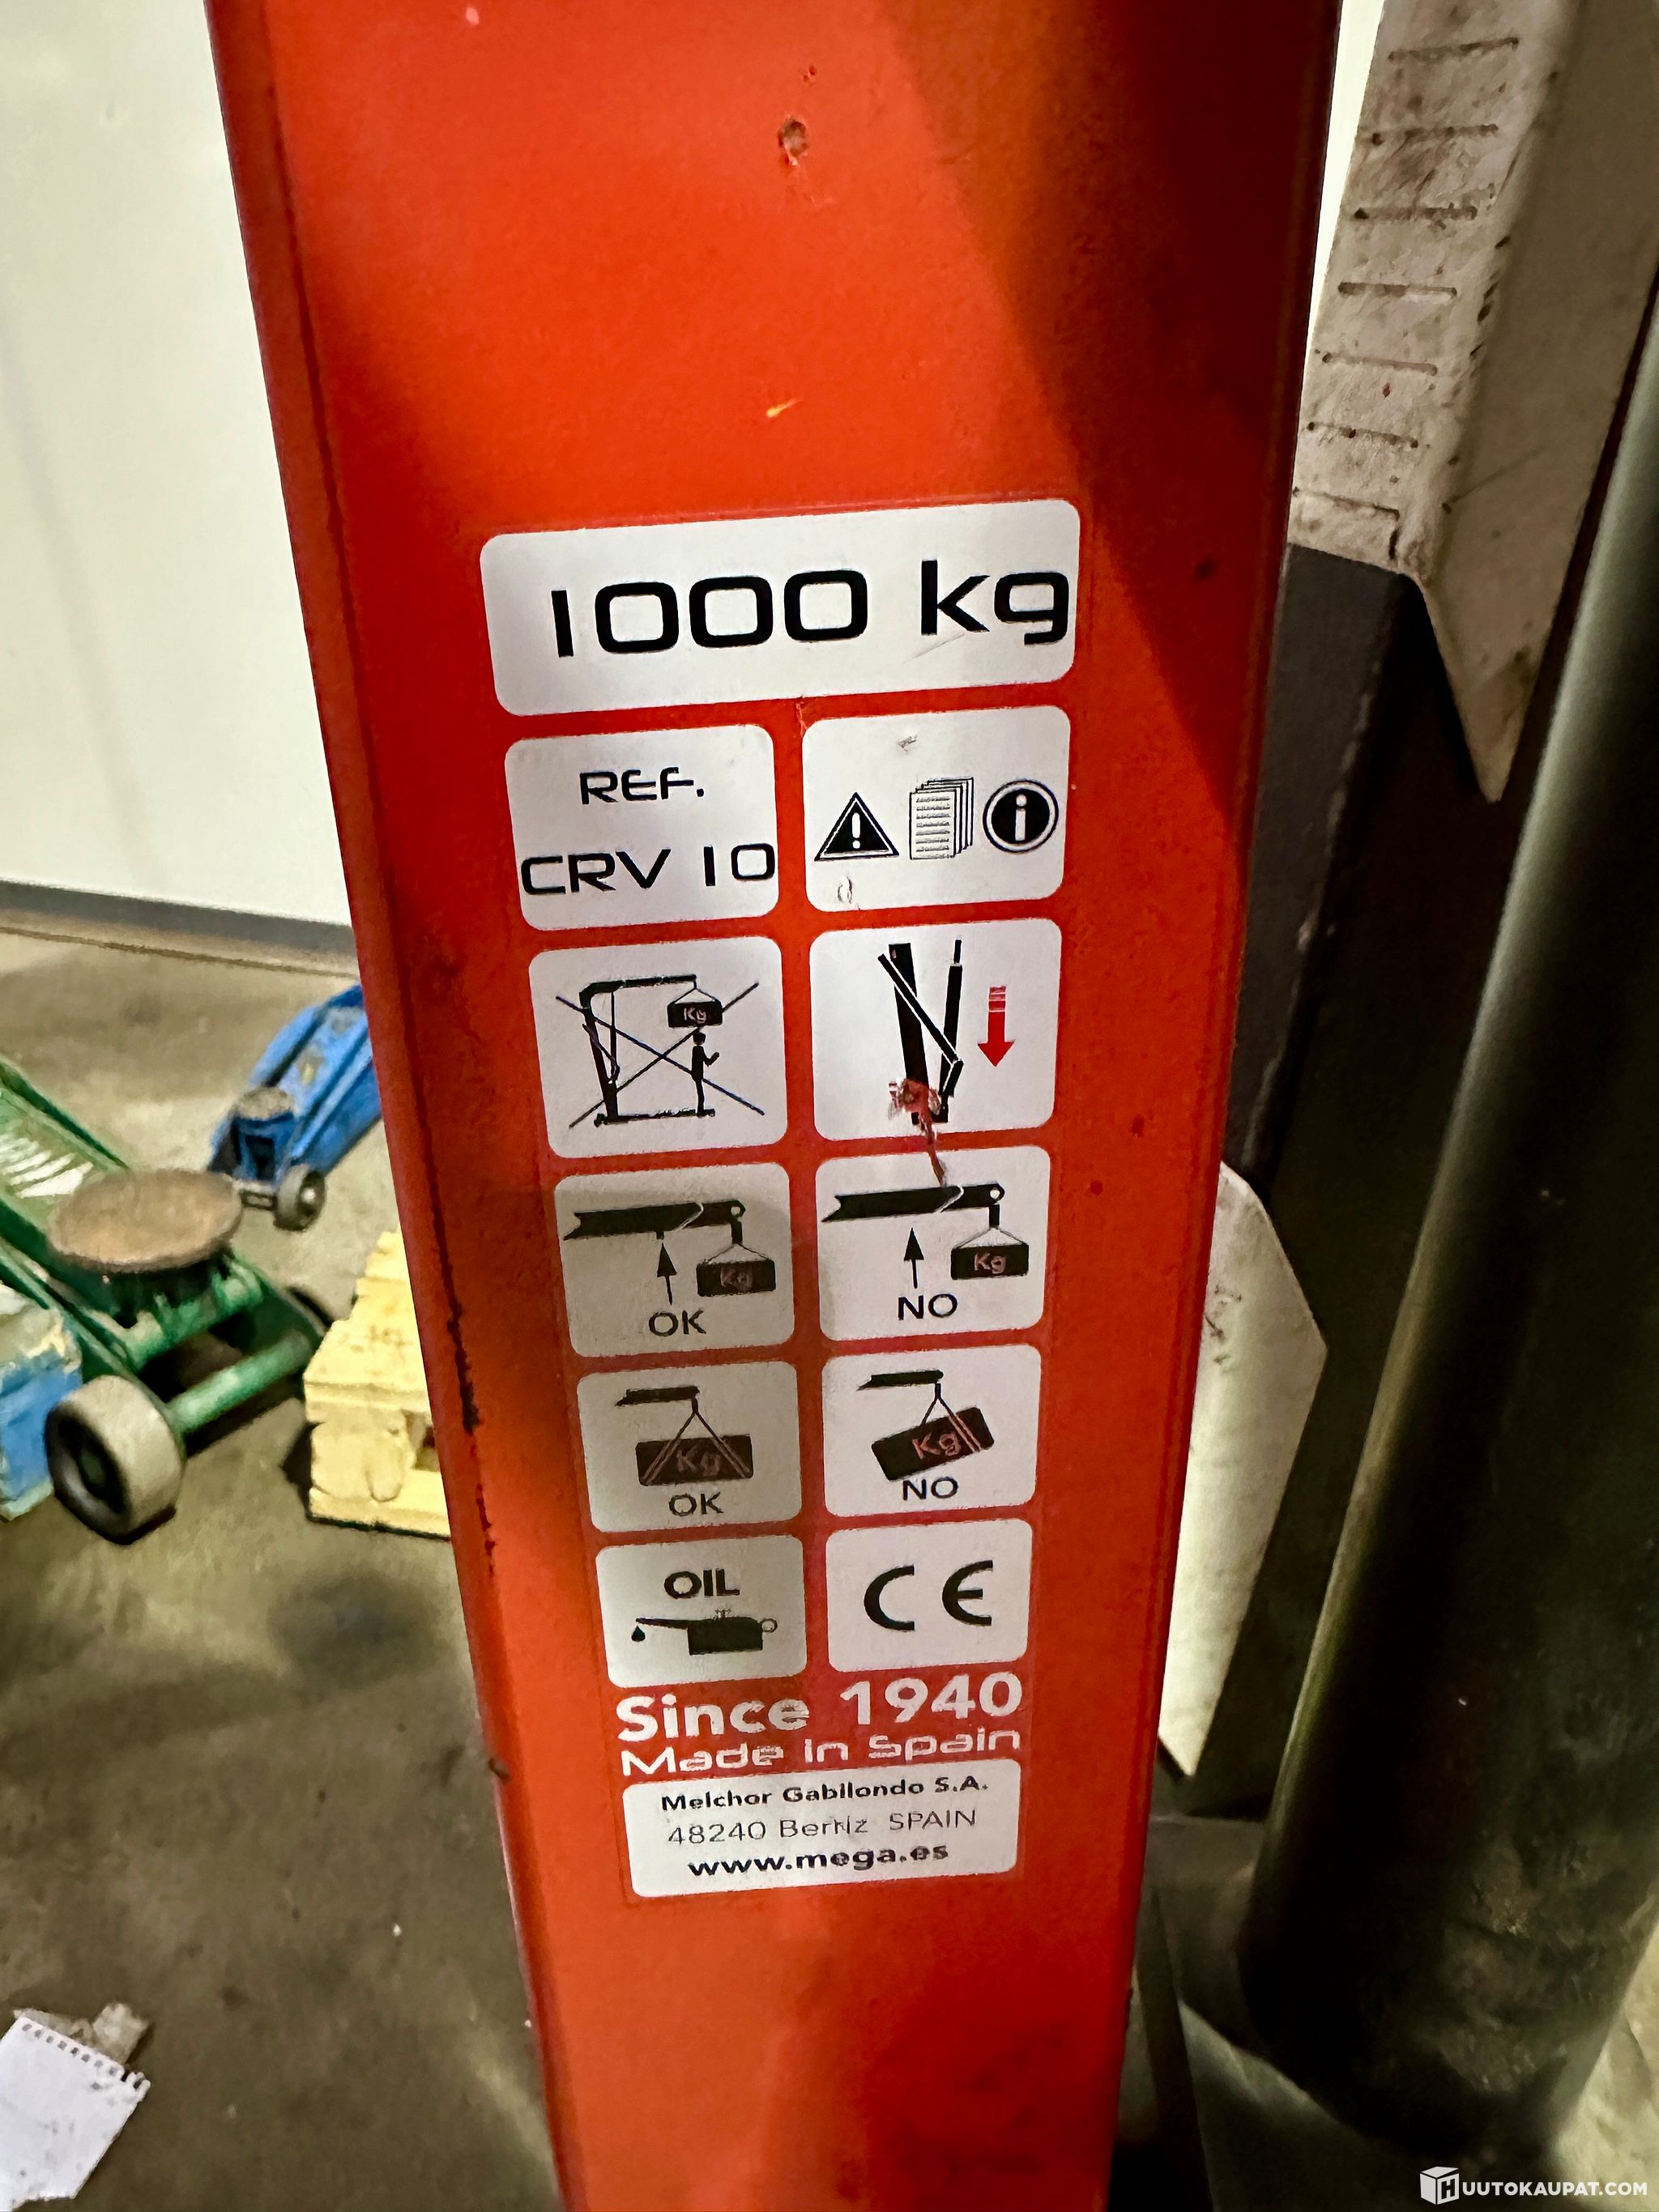 1000 kg
REF.
CRV 10
Kg
OK
Kg
NO
Kg
OK
Kg
NO
Kg
OIL
CE
Since 1940
Made in Spain
Melchor Gabilondo S.A.
48240 Berriz SPAIN
www.mega.es
HUUTOKAUPAT.COM